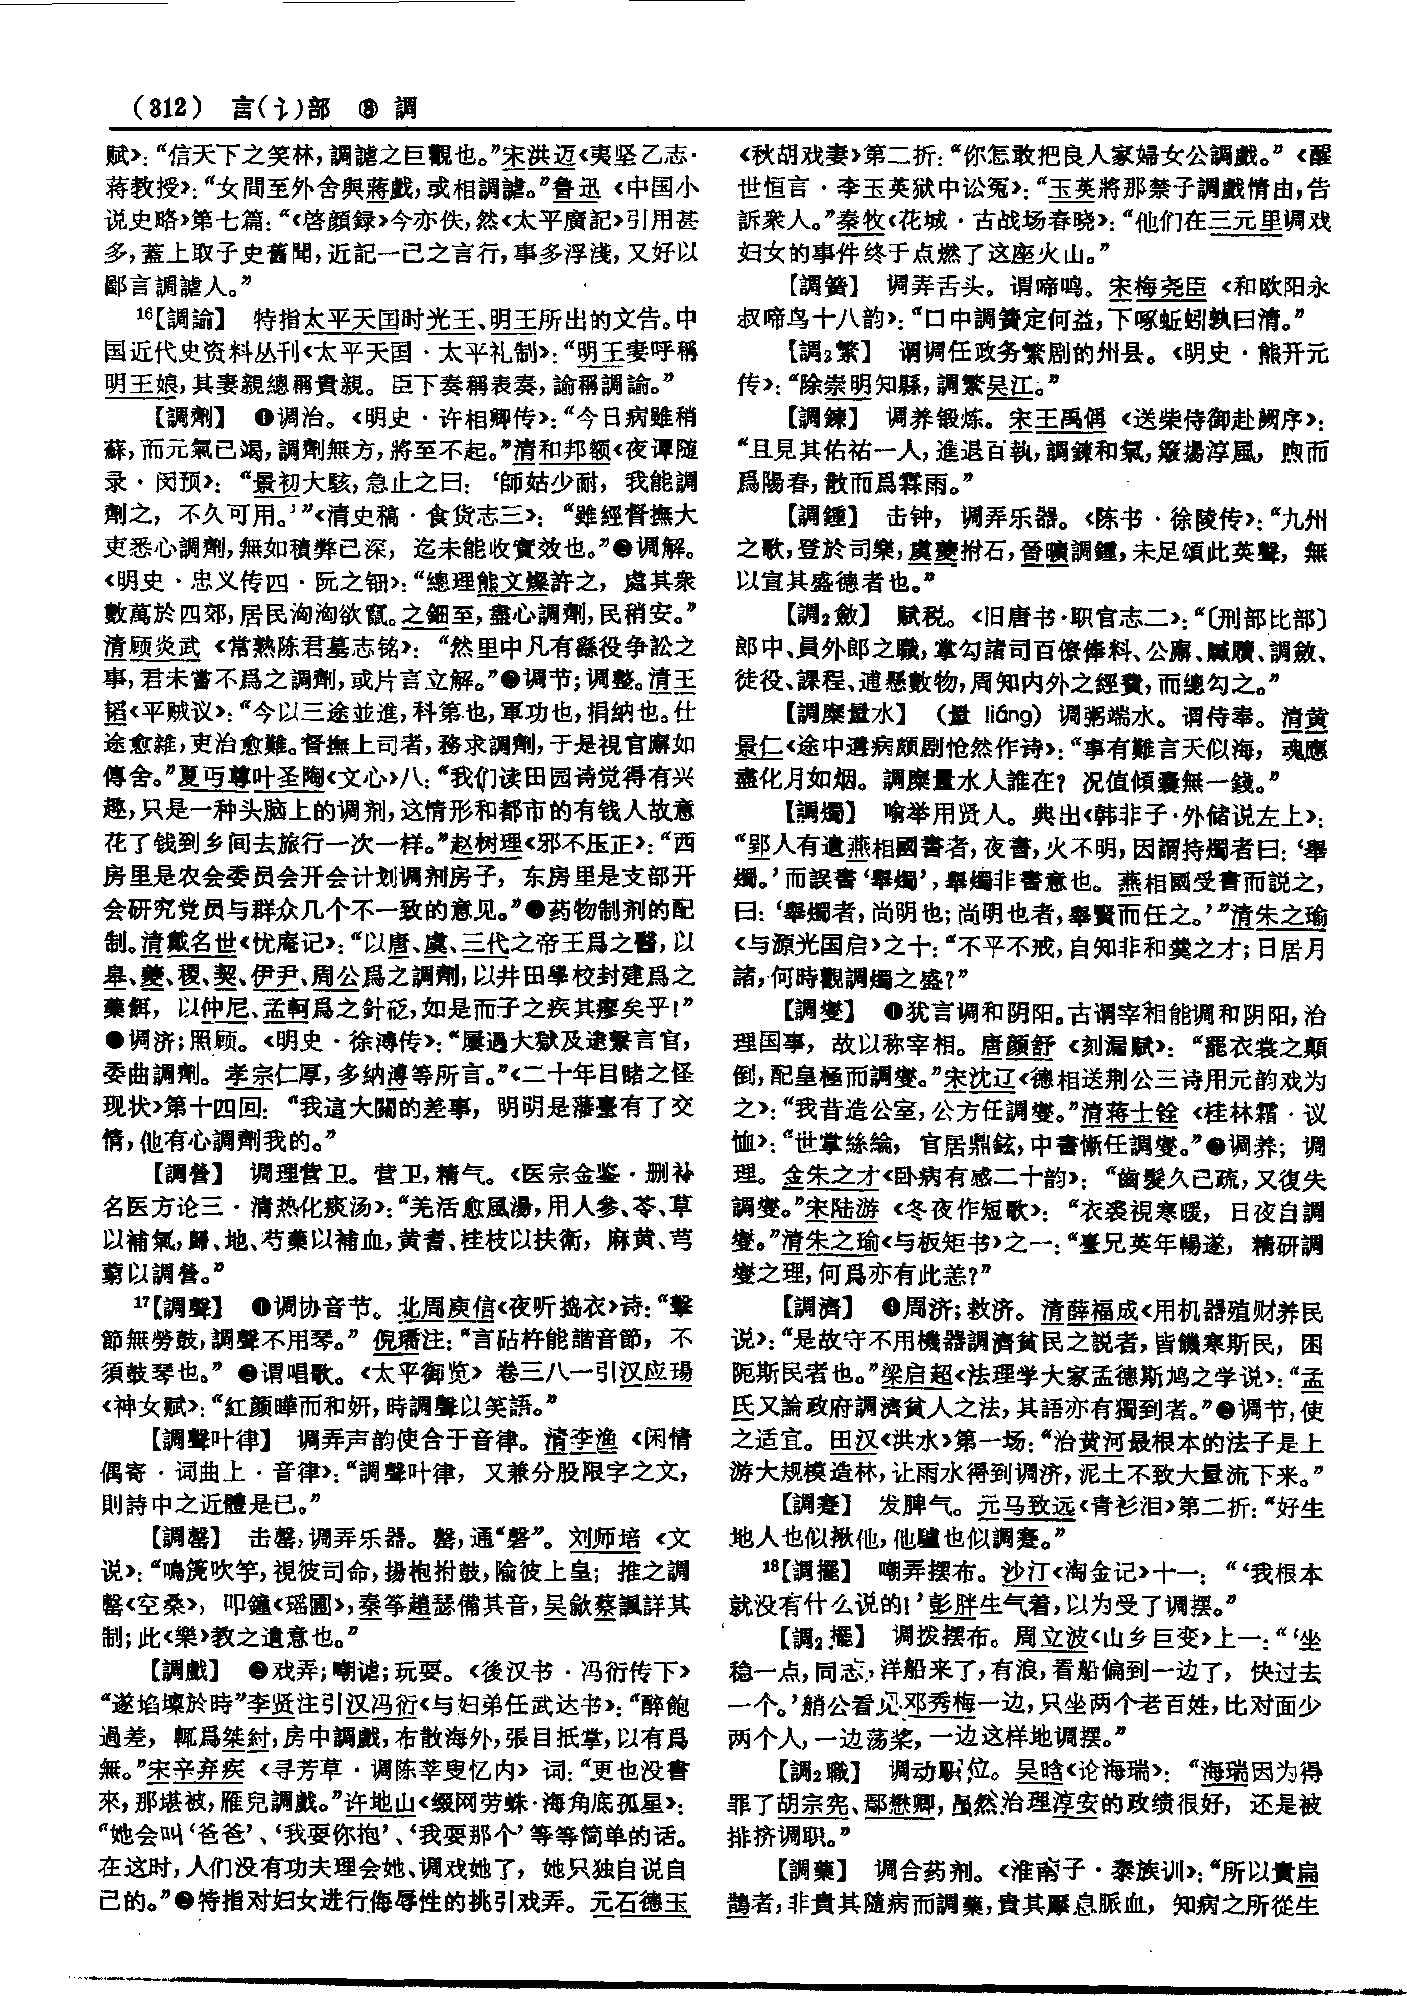 (312) 言(讠)部 ⑧ 調
赋》：“信天下之笑林，調謔之巨觀也。”宋洪迈《夷坚乙志·
蒋教授》：“女間至外舍與蔣戲，或相調謔。”鲁迅《中国小
说史略》第七篇：“《啓顔録》今亦佚，然《太平廣記》引用甚
多，蓋上取子史舊聞，近記一己之言行，事多浮淺，又好以
鄙言調謔人。”
¹⁶【調諭】 特指太平天国时光王、明王所出的文告。中
国近代史资料丛刊《太平天国·太平礼制》：“明王妻呼稱
明王娘，其妻親總稱貴親。臣下奏稱表奏，諭稱調諭。”
【調劑】 ❶调治。《明史·许相卿传》：“今日病雖稍
蘇，而元氣已竭，調劑無方，將至不起。”清和邦额《夜谭随
录·闵预》：“景初大駭，急止之曰：‘師姑少耐，我能調
劑之，不久可用。’”《清史稿·食货志三》：“雖經督撫大
吏悉心調劑，無如積弊已深，迄未能收實效也。”❷调解。
《明史·忠义传四·阮之钿》：“總理熊文燦許之，處其衆
數萬於四郊，居民洶洶欲竄。之鈿至，盡心調劑，民稍安。”
清顾炎武《常熟陈君墓志铭》：“然里中凡有繇役争訟之
事，君未嘗不爲之調劑，或片言立解。”❸调节；调整。清王
韬《平贼议》：“今以三途並進，科第也，軍功也，捐納也。仕
途愈雜，吏治愈難。督撫上司者，務求調劑，于是視官廨如
傳舍。”夏丏尊叶圣陶《文心》八：“我们读田园诗觉得有兴
趣，只是一种头脑上的调剂，这情形和都市的有钱人故意
花了钱到乡间去旅行一次一样。”赵树理《邪不压正》：“西
房里是农会委员会开会计划调剂房子，东房里是支部开
会研究党员与群众几个不一致的意见。”❹药物制剂的配
制。清戴名世《忧庵记》：“以唐、虞、三代之帝王爲之醫，以
皋、夔、稷、契、伊尹、周公爲之調劑，以井田學校封建爲之
藥餌，以仲尼、孟軻爲之針砭，如是而子之疾其瘳矣乎！”
❺调济；照顾。《明史·徐溥传》：“屢遇大獄及逮繫言官，
委曲調劑。孝宗仁厚，多納溥等所言。”《二十年目睹之怪
现状》第十四回：“我這大關的差事，明明是藩臺有了交
情，他有心調劑我的。”
【調營】 调理营卫。营卫，精气。《医宗金鉴·删补
名医方论三·清热化痰汤》：“羌活愈風湯，用人參、苓、草
以補氣，歸、地、芍藥以補血，黄耆、桂枝以扶衛，麻黄、芎
藭以調營。”
¹⁷【調聲】 ❶调协音节。北周庾信《夜听捣衣》诗：“聲
節無勞鼓，調聲不用琴。”倪璠注：“言砧杵能諧音節，不
須鼓琴也。”❷谓唱歌。《太平御览》卷三八一引汉应瑒
《神女赋》：“紅顔曄而和妍，時調聲以笑語。”
【調聲叶律】 调弄声韵使合于音律。清李渔《闲情
偶寄·词曲上·音律》：“調聲叶律，又兼分股限字之文，
則詩中之近體是已。”
【調罄】 击罄，调弄乐器。罄，通“磬”。刘师培《文
说》：“鳴篪吹竽，視彼司命，揚枹拊鼓，隃彼上皇；推之調
罄《空桑》，叩鐘《瑶圃》，秦筝趙瑟備其音，吴歈蔡諷詳其
制；此《樂》教之遺意也。”
【調戲】 ❶戏弄；嘲谑；玩耍。《後汉书·冯衍传下》
“遂埳壈於時”李贤注引汉冯衍《与妇弟任武达书》：“醉飽
過差，輒爲桀紂，房中調戲，布散海外，張目抵掌，以有爲
無。”宋辛弃疾《寻芳草·调陈莘叟忆内》词：“更也没書
來，那堪被，雁兒調戲。”许地山《缀网劳蛛·海角底孤星》：
“她会叫‘爸爸’、‘我要你抱’、‘我要那个’等等简单的话。
在这时，人们没有功夫理会她、调戏她了，她只独自说自
己的。”❷特指对妇女进行侮辱性的挑引戏弄。元石德玉
《秋胡戏妻》第二折：“你怎敢把良人家婦女公調戲。”《醒
世恒言·李玉英狱中讼冤》：“玉英將那禁子調戲情由，告
訴衆人。”秦牧《花城·古战场春晓》：“他们在三元里调戏
妇女的事件终于点燃了这座火山。”
【調簧】 调弄舌头。谓啼鸣。宋梅尧臣《和欧阳永
叔啼鸟十八韵》：“口中調簧定何益，下啄蚯蚓孰曰清。”
【調₂繁】 谓调任政务繁剧的州县。《明史·熊开元
传》：“除崇明知縣，調繁吴江。”
【調鍊】 调养锻炼。宋王禹偁《送柴侍御赴阙序》：
“且見其佑祐一人，進退百執，調鍊和氣，簸揚淳風，煦而
爲陽春，散而爲霖雨。”
【調鍾】 击钟，调弄乐器。《陈书·徐陵传》：“九州
之歌，登於司樂，虞夔拊石，晉曠調鍾，未足頌此英聲，無
以宣其盛德者也。”
【調₂斂】 赋税。《旧唐书·职官志二》：“〔刑部比部〕
郎中、員外郎之職，掌勾諸司百僚俸料、公廨、贓贖、調斂、
徒役、課程、逋懸數物，周知内外之經費，而總勾之。”
【調糜量水】 （量 liáng）调粥端水。谓侍奉。清黄
景仁《途中遘病颇剧怆然作诗》：“事有難言天似海，魂應
盡化月如烟。調糜量水人誰在？况值傾囊無一錢。”
【調燭】 喻举用贤人。典出《韩非子·外储说左上》：
“郢人有遺燕相國書者，夜書，火不明，因謂持燭者曰：‘舉
燭。’而誤書‘舉燭’，舉燭非書意也。燕相國受書而説之，
曰：‘舉燭者，尚明也；尚明也者，舉賢而任之。’”清朱之瑜
《与源光国启》之十：“不平不戒，自知非和羹之才；日居月
諸，何時觀調燭之盛？”
【調燮】 ❶犹言调和阴阳。古谓宰相能调和阴阳，治
理国事，故以称宰相。唐颜舒《刻漏赋》：“罷衣裳之顛
倒，配皇極而調燮。”宋沈辽《德相送荆公三诗用元韵戏为
之》：“我昔造公室，公方任調燮。”清蒋士铨《桂林霜·议
恤》：“世掌絲綸，官居鼎鉉，中書慚任調燮。”❷调养；调
理。金朱之才《卧病有感二十韵》：“齒髮久已疏，又復失
調燮。”宋陆游《冬夜作短歌》：“衣裘視寒暖，日夜自調
燮。”清朱之瑜《与板矩书》之一：“臺兄英年暢遂，精研調
燮之理，何爲亦有此恙？”
【調濟】 ❶周济；救济。清薛福成《用机器殖财养民
说》：“是故守不用機器調濟貧民之説者，皆饑寒斯民，困
阨斯民者也。”梁启超《法理学大家孟德斯鸠之学说》：“孟
氏又論政府調濟貧人之法，其語亦有獨到者。”❷调节，使
之适宜。田汉《洪水》第一场：“治黄河最根本的法子是上
游大规模造林，让雨水得到调济，泥土不致大量流下来。”
【調蹇】 发脾气。元马致远《青衫泪》第二折：“好生
地人也似揪他，他驢也似調蹇。”
¹⁸【調擺】 嘲弄摆布。沙汀《淘金记》十一：“‘我根本
就没有什么说的！’彭胖生气着，以为受了调摆。”
【調₂擺】 调拨摆布。周立波《山乡巨变》上一：“‘坐
稳一点，同志，洋船来了，有浪，看船偏到一边了，快过去
一个。’艄公看见邓秀梅一边，只坐两个老百姓，比对面少
两个人，一边荡桨，一边这样地调摆。”
【調₂職】 调动职位。吴晗《论海瑞》：“海瑞因为得
罪了胡宗宪、鄢懋卿，虽然治理淳安的政绩很好，还是被
排挤调职。”
【調藥】 调合药剂。《淮南子·泰族训》：“所以貴扁
鵲者，非貴其隨病而調藥，貴其擪息脈血，知病之所從生